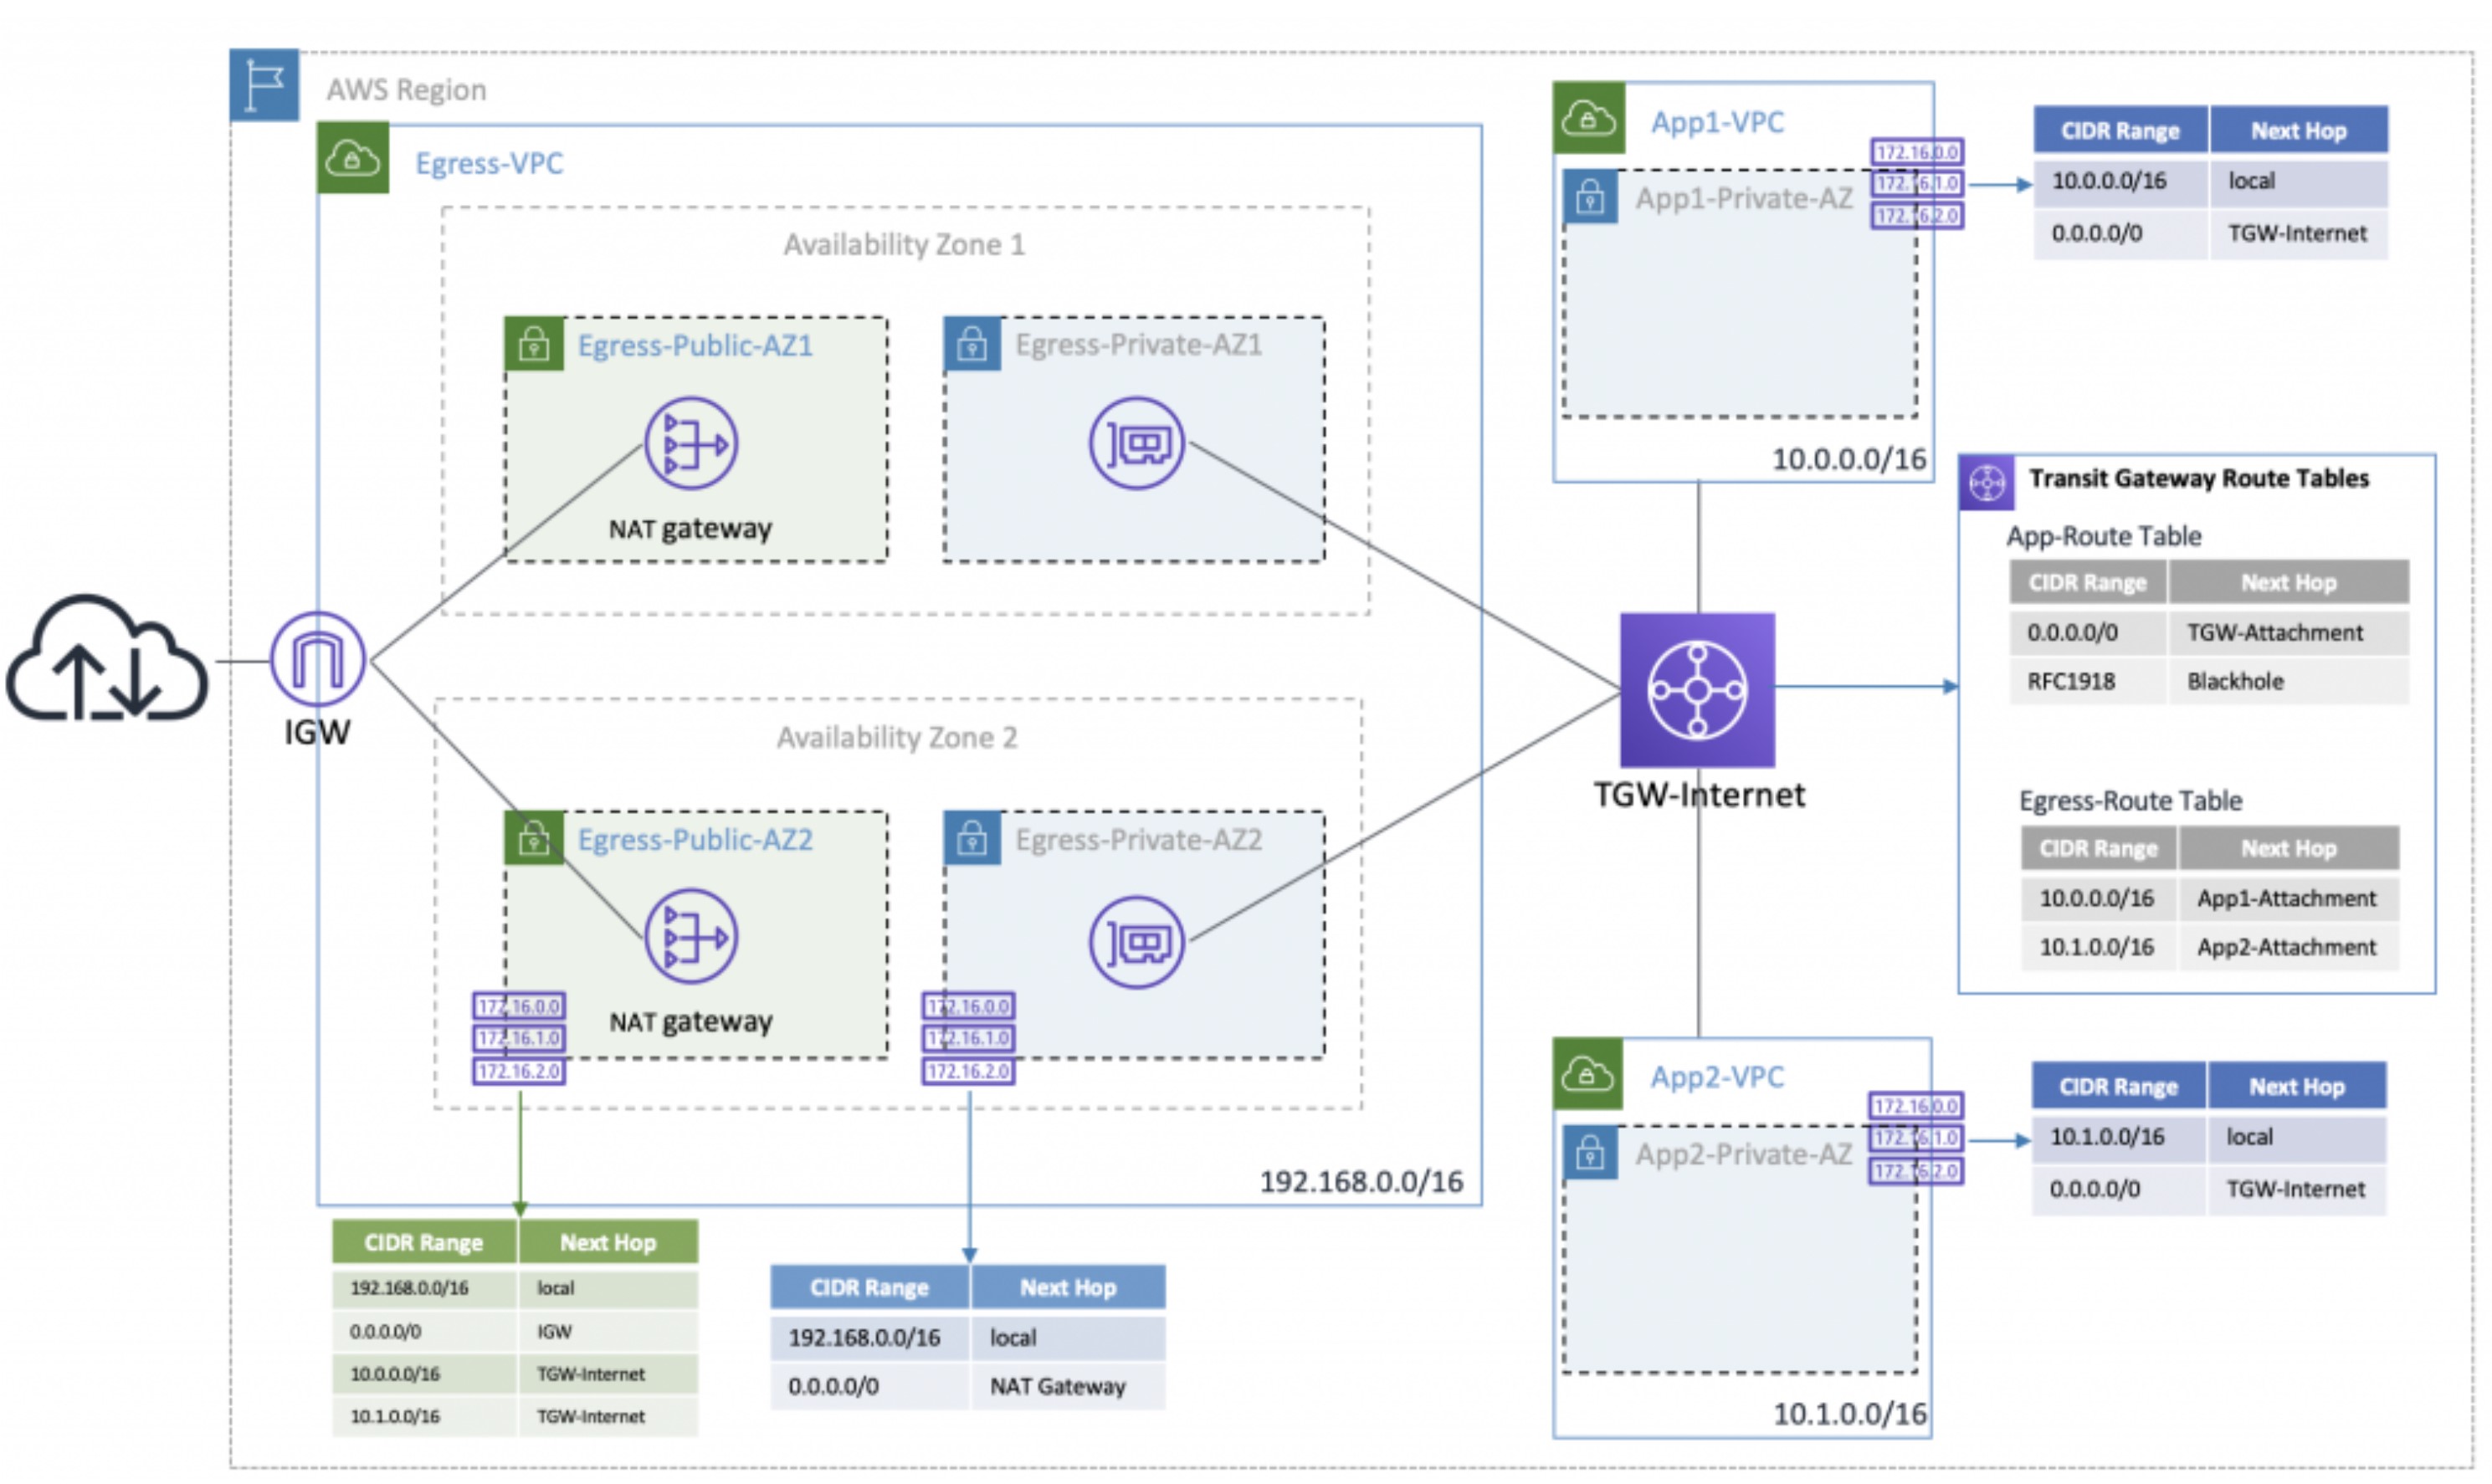 AWS Region
Egress-VPC
Availability Zone 1
Egress-Public-AZ1
NAT gateway
Egress-Private-AZ1
IGW
Availability Zone 2
Egress-Public-AZ2
NAT gateway
172.16.0.0
172.16.1.0
172.16.2.0
Egress-Private-AZ2
172.16.0.0
172.16.1.0
172.16.2.0
192.168.0.0/16
CIDR Range Next Hop
192.168.0.0/16 local
0.0.0.0/0 IGW
10.0.0.0/16 TGW-Internet
10.1.0.0/16 TGW-Internet
CIDR Range Next Hop
192.168.0.0/16 local
0.0.0.0/0 NAT Gateway
App1-VPC
App1-Private-AZ
172.16.0.0
172.16.1.0
172.16.2.0
10.0.0.0/16
CIDR Range Next Hop
10.0.0.0/16 local
0.0.0.0/0 TGW-Internet
TGW-Internet
Transit Gateway Route Tables
App-Route Table
CIDR Range Next Hop
0.0.0.0/0 TGW-Attachment
RFC1918 Blackhole
Egress-Route Table
CIDR Range Next Hop
10.0.0.0/16 App1-Attachment
10.1.0.0/16 App2-Attachment
App2-VPC
App2-Private-AZ
172.16.0.0
172.16.1.0
172.16.2.0
10.1.0.0/16
CIDR Range Next Hop
10.1.0.0/16 local
0.0.0.0/0 TGW-Internet